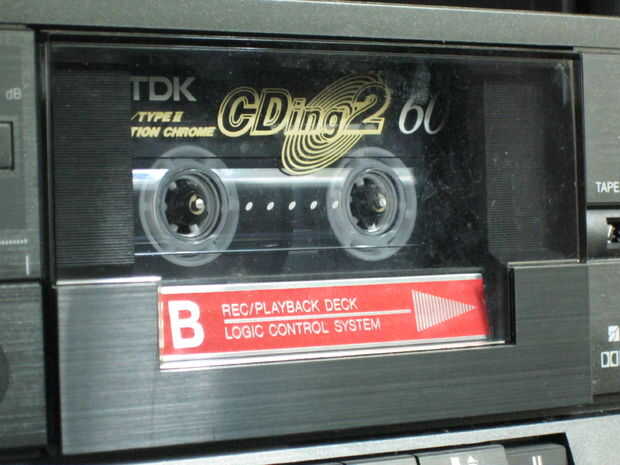 dB
TDK
/TYPE II
TION CHROME
CDing2
60
TAPE
B
REC/PLAYBACK DECK
LOGIC CONTROL SYSTEM